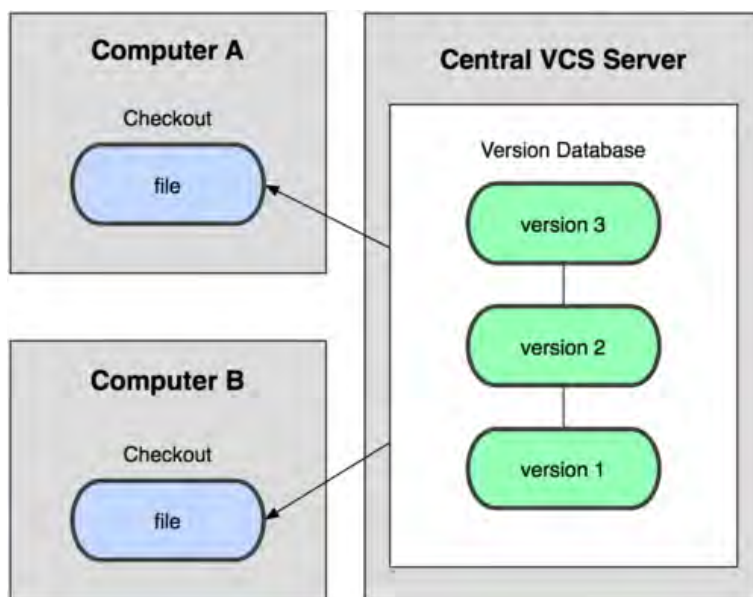 Computer A
Checkout
file
Computer B
Checkout
file
Central VCS Server
Version Database
version 3
version 2
version 1